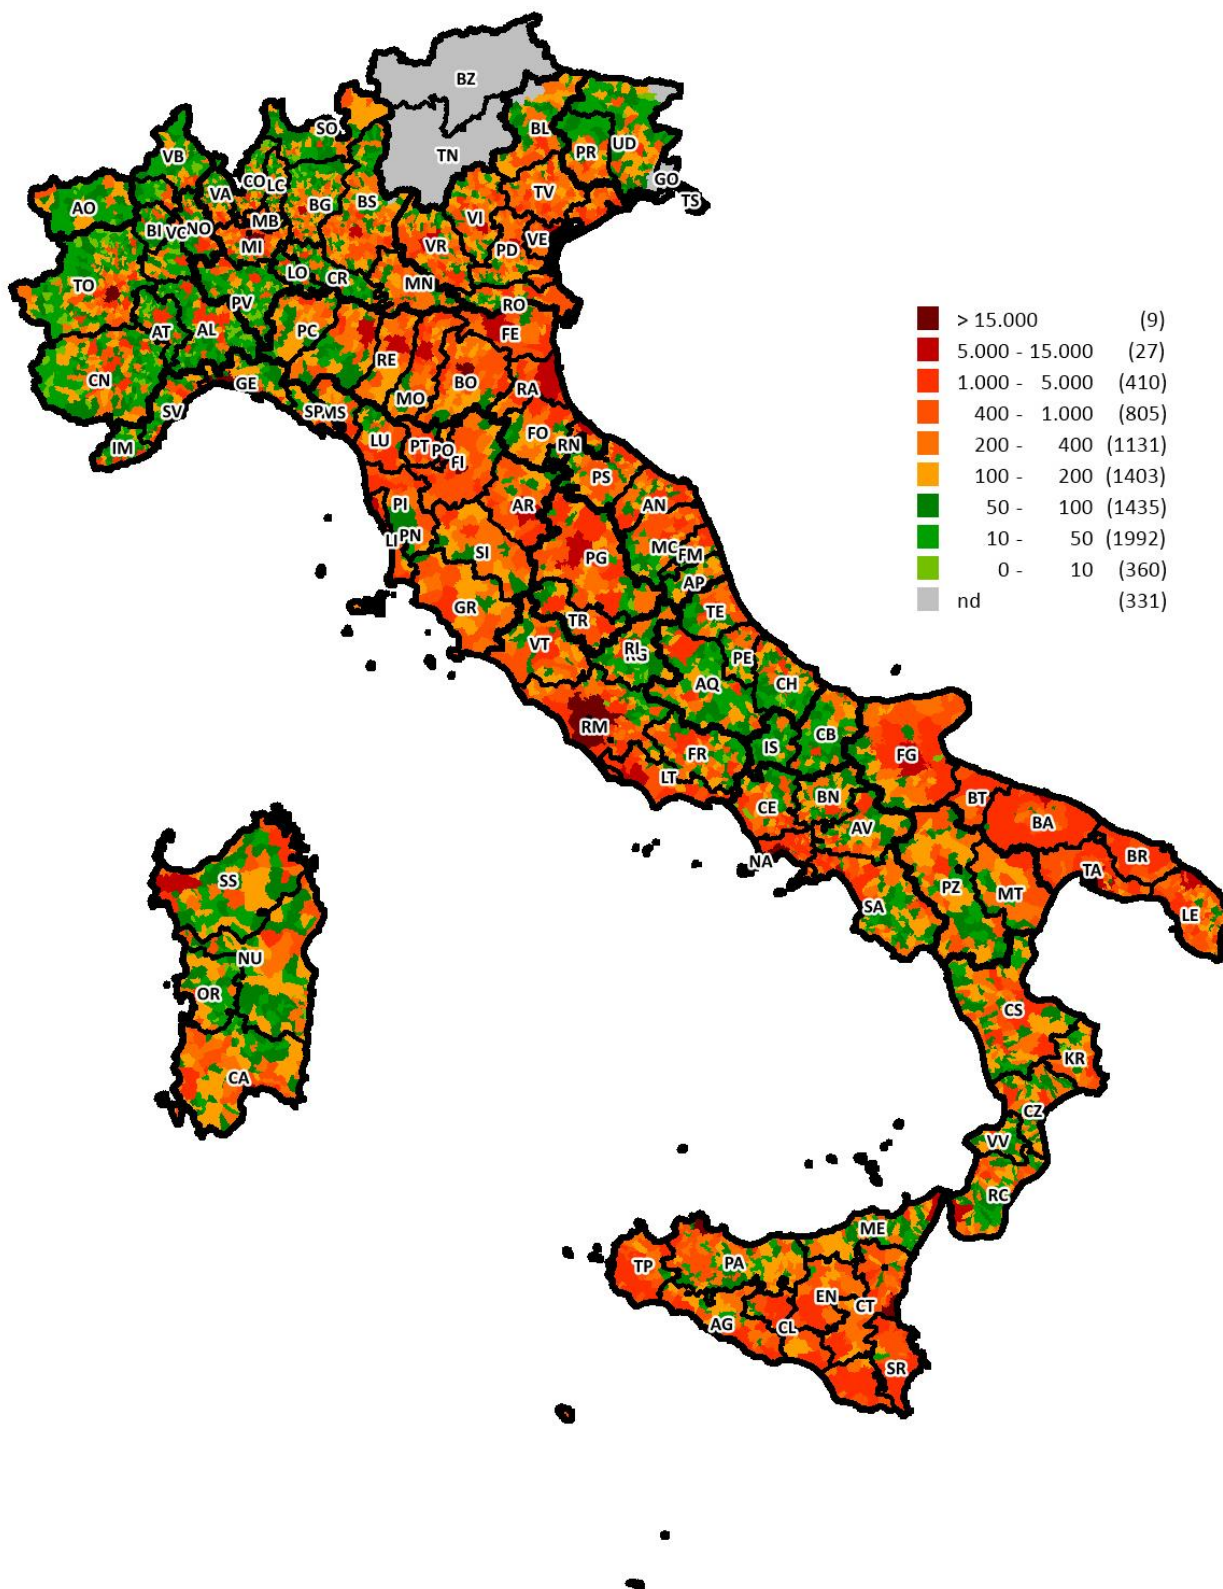 BZ
SO
BL
UD
VB
TN
PR
CO
LC
GO
VA
TV
AO
BS
TS
BG
VI
MB
BI
VC
NO
VE
MI
VR
PD
LO
CR
MN
TO
PV
RO
AT
AL
PC
FE
RE
CN
GE
BO
RA
MO
SV
SP
MS
LU
FO
IM
PT
PO
RN
FI
PS
PI
AR
AN
LI
PN
MC
SI
PG
FM
AP
GR
TE
TR
VT
RI
PE
AQ
CH
RM
CB
IS
FR
FG
LT
BN
BT
CE
BA
AV
NA
BR
TA
SS
PZ
MT
SA
LE
NU
OR
CS
KR
CA
CZ
VV
RC
ME
TP
PA
EN
CT
AG
CL
SR
> 15.000 (9)
5.000 - 15.000 (27)
1.000 - 5.000 (410)
400 - 1.000 (805)
200 - 400 (1131)
100 - 200 (1403)
50 - 100 (1435)
10 - 50 (1992)
0 - 10 (360)
nd (331)